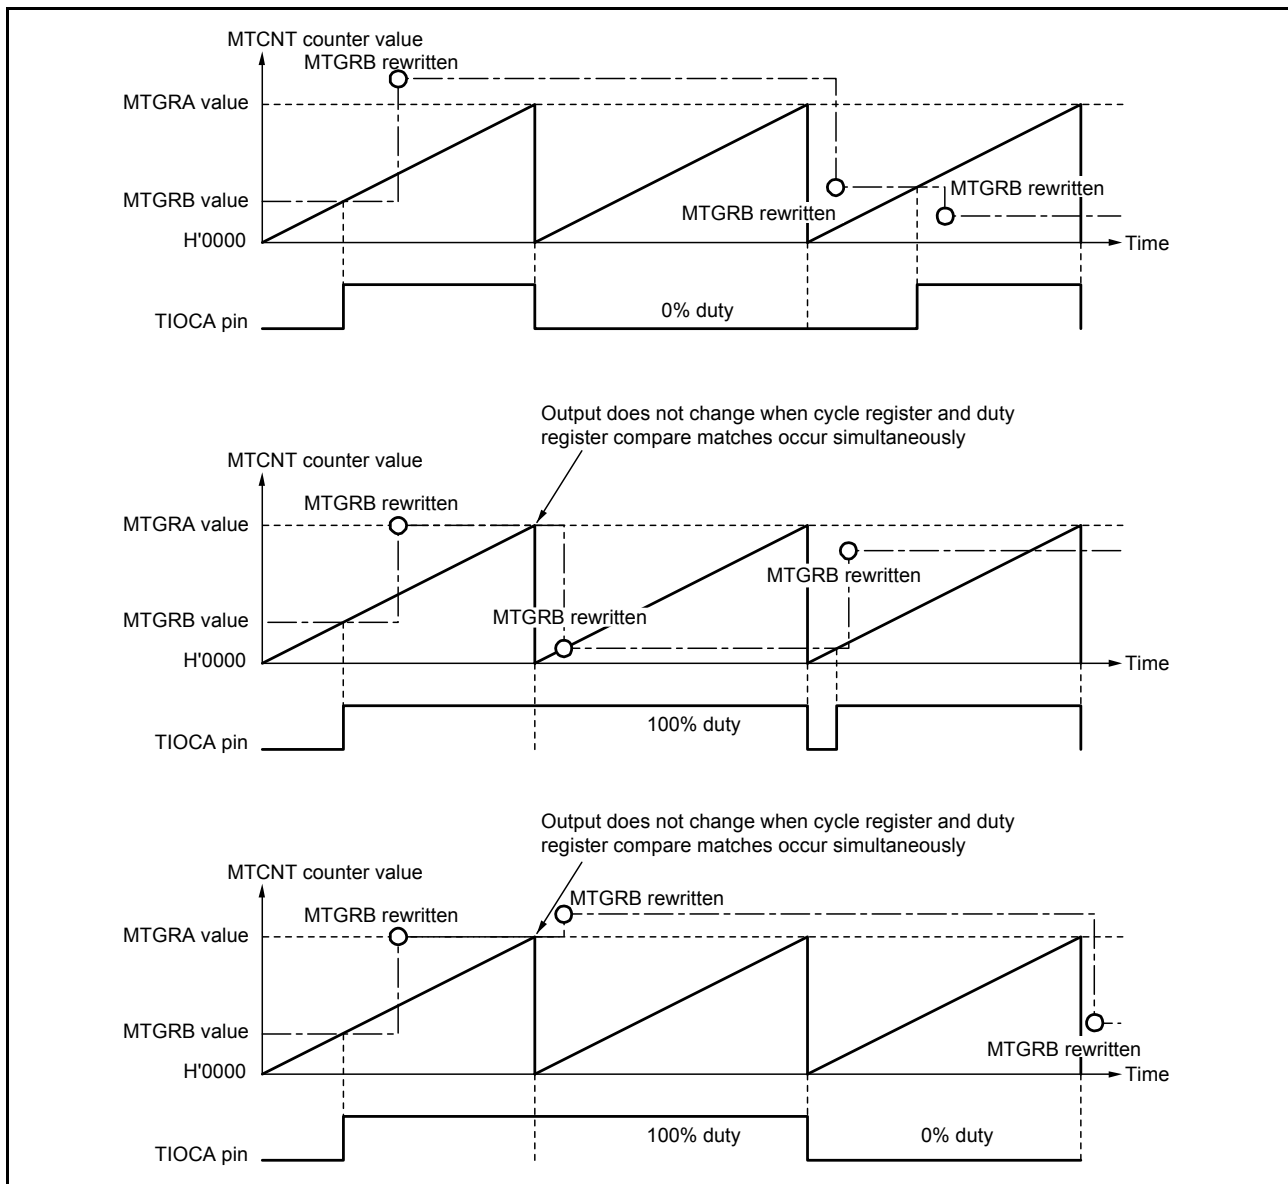 MTCNT counter value
MTGRB rewritten
MTGRA value
MTGRB rewritten
MTGRB value
MTGRB rewritten
H'0000
Time
0% duty
TIOCA pin
Output does not change when cycle register and duty
register compare matches occur simultaneously
MTCNT counter value
MTGRB rewritten
MTGRA value
MTGRB rewritten
MTGRB value
MTGRB rewritten
H'0000
Time
100% duty
TIOCA pin
Output does not change when cycle register and duty
register compare matches occur simultaneously
MTCNT counter value
MTGRB rewritten
MTGRB rewritten
MTGRA value
MTGRB value
MTGRB rewritten
H'0000
Time
100% duty
0% duty
TIOCA pin